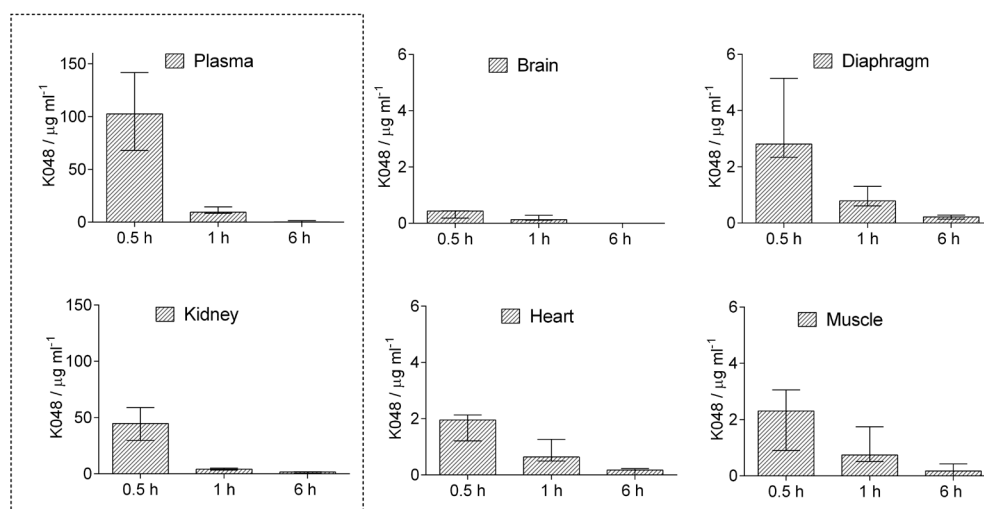 Plasma
K048 / µg ml⁻¹
150
100
50
0
0.5 h 1 h 6 h
Brain
K048 / µg ml⁻¹
6
4
2
0
0.5 h 1 h 6 h
Diaphragm
K048 / µg ml⁻¹
6
4
2
0
0.5 h 1 h 6 h
Kidney
K048 / µg ml⁻¹
150
100
50
0
0.5 h 1 h 6 h
Heart
K048 / µg ml⁻¹
6
4
2
0
0.5 h 1 h 6 h
Muscle
K048 / µg ml⁻¹
6
4
2
0
0.5 h 1 h 6 h